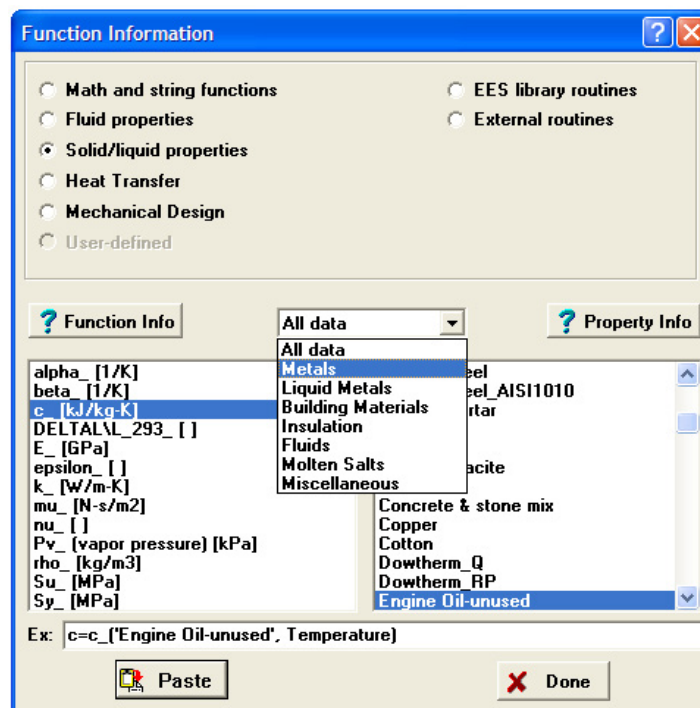 Function Information
Math and string functions
EES library routines
Fluid properties
External routines
Solid/liquid properties
Heat Transfer
Mechanical Design
User-defined
? Function Info
All data
? Property Info
All data
Metals
Liquid Metals
Building Materials
Insulation
Fluids
Molten Salts
Miscellaneous
alpha_ [1/K]
beta_ [1/K]
c_ [kJ/kg-K]
DELTAL\L_293_ [ ]
E_ [GPa]
epsilon_ [ ]
k_ [W/m-K]
mu_ [N-s/m2]
nu_ [ ]
Pv_ (vapor pressure) [kPa]
rho_ [kg/m3]
Su_ [MPa]
Sy_ [MPa]
eel
eel_AISI1010
rtar
acite
Concrete & stone mix
Copper
Cotton
Dowtherm_Q
Dowtherm_RP
Engine Oil-unused
Ex: c=c_('Engine Oil-unused', Temperature)
Paste
Done